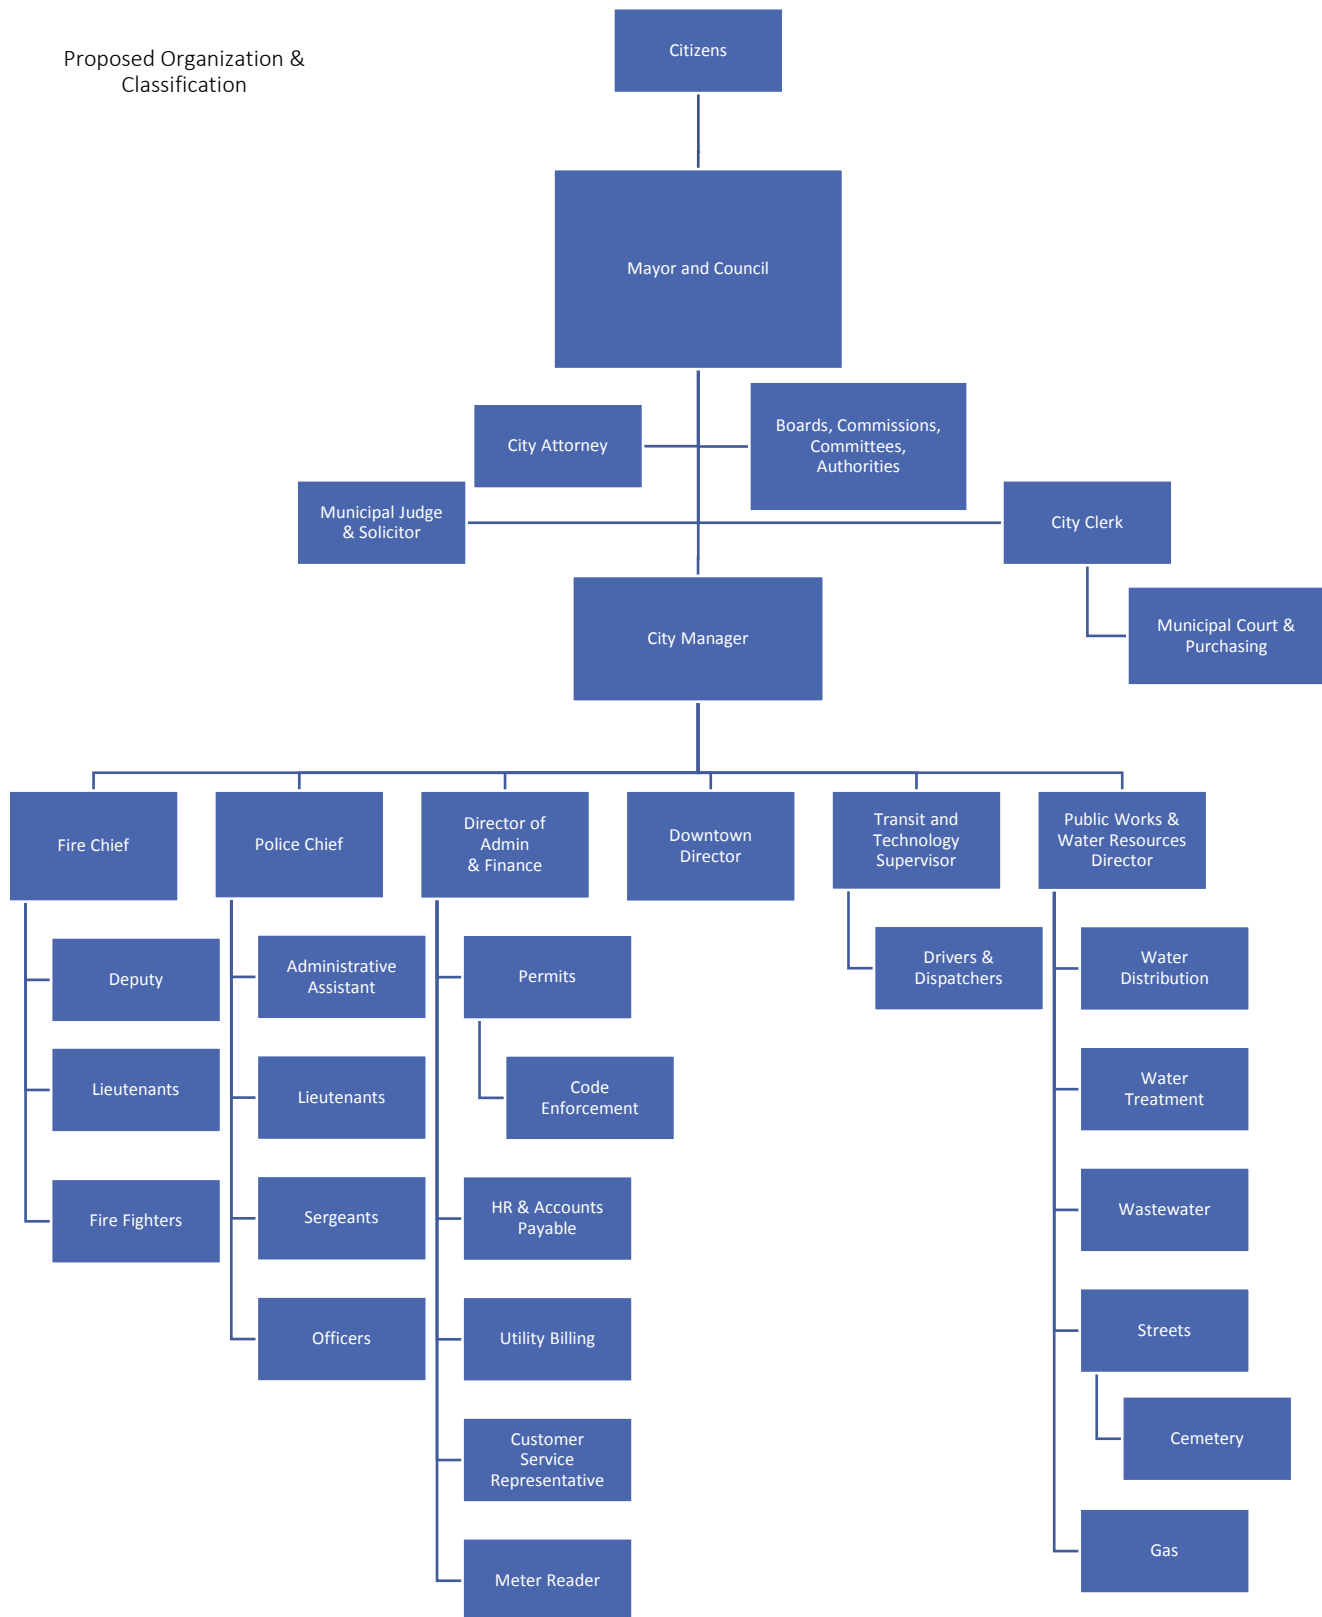 Proposed Organization &
Classification
Citizens
Mayor and Council
City Attorney
Boards, Commissions,
Committees,
Authorities
Municipal Judge
& Solicitor
City Clerk
Municipal Court &
Purchasing
City Manager
Fire Chief
Deputy
Lieutenants
Fire Fighters
Police Chief
Administrative
Assistant
Lieutenants
Sergeants
Officers
Director of
Admin
& Finance
Permits
Code
Enforcement
HR & Accounts
Payable
Utility Billing
Customer
Service
Representative
Meter Reader
Downtown
Director
Transit and
Technology
Supervisor
Drivers &
Dispatchers
Public Works &
Water Resources
Director
Water
Distribution
Water
Treatment
Wastewater
Streets
Cemetery
Gas